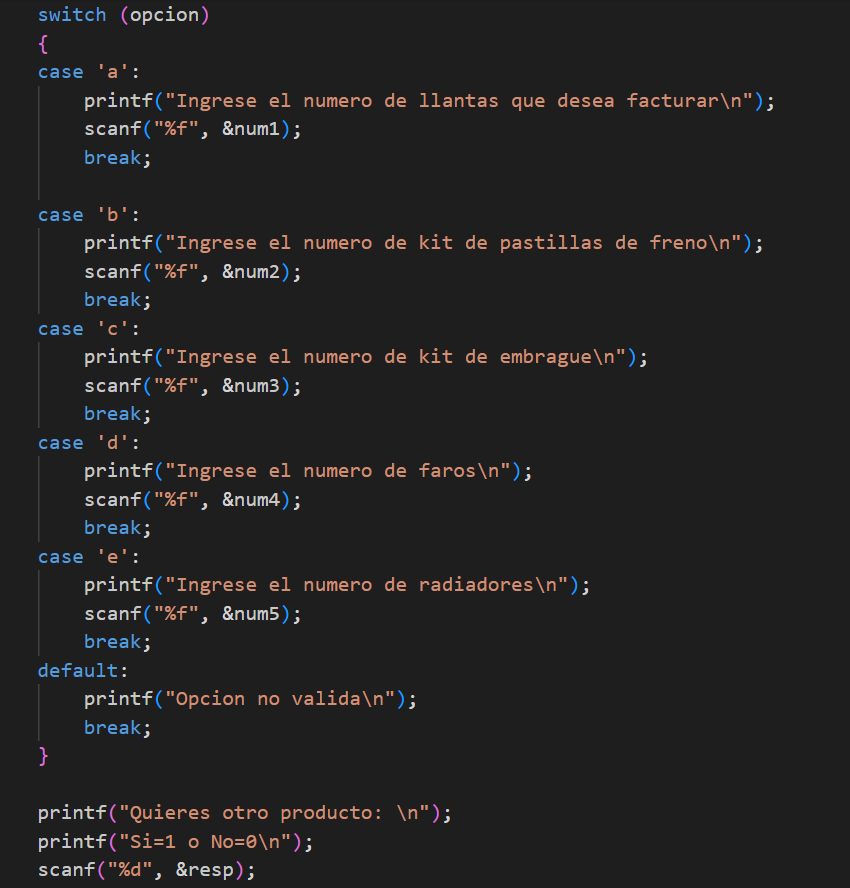 switch (opcion)
{
case 'a':
printf("Ingrese el numero de llantas que desea facturar\n");
scanf("%f", &num1);
break;
case 'b':
printf("Ingrese el numero de kit de pastillas de freno\n");
scanf("%f", &num2);
break;
case 'c':
printf("Ingrese el numero de kit de embrague\n");
scanf("%f", &num3);
break;
case 'd':
printf("Ingrese el numero de faros\n");
scanf("%f", &num4);
break;
case 'e':
printf("Ingrese el numero de radiadores\n");
scanf("%f", &num5);
break;
default:
printf("Opcion no valida\n");
break;
}
printf("Quieres otro producto: \n");
printf("Si=1 o No=0\n");
scanf("%d", &resp);